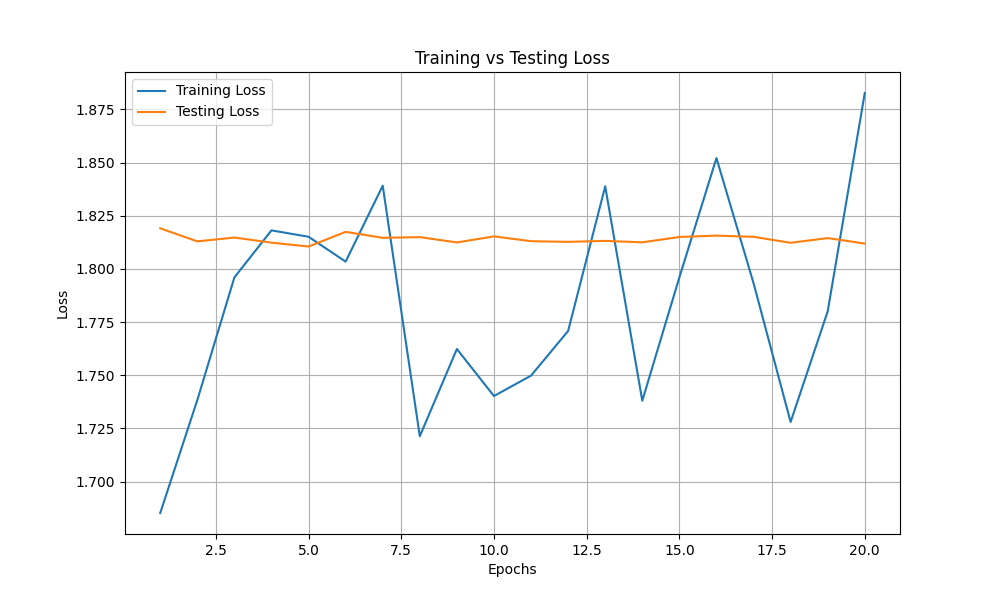 Training vs Testing Loss
Training Loss
Testing Loss
1.875
1.850
1.825
1.800
1.775
1.750
1.725
1.700
Loss
2.5 5.0 7.5 10.0 12.5 15.0 17.5 20.0
Epochs